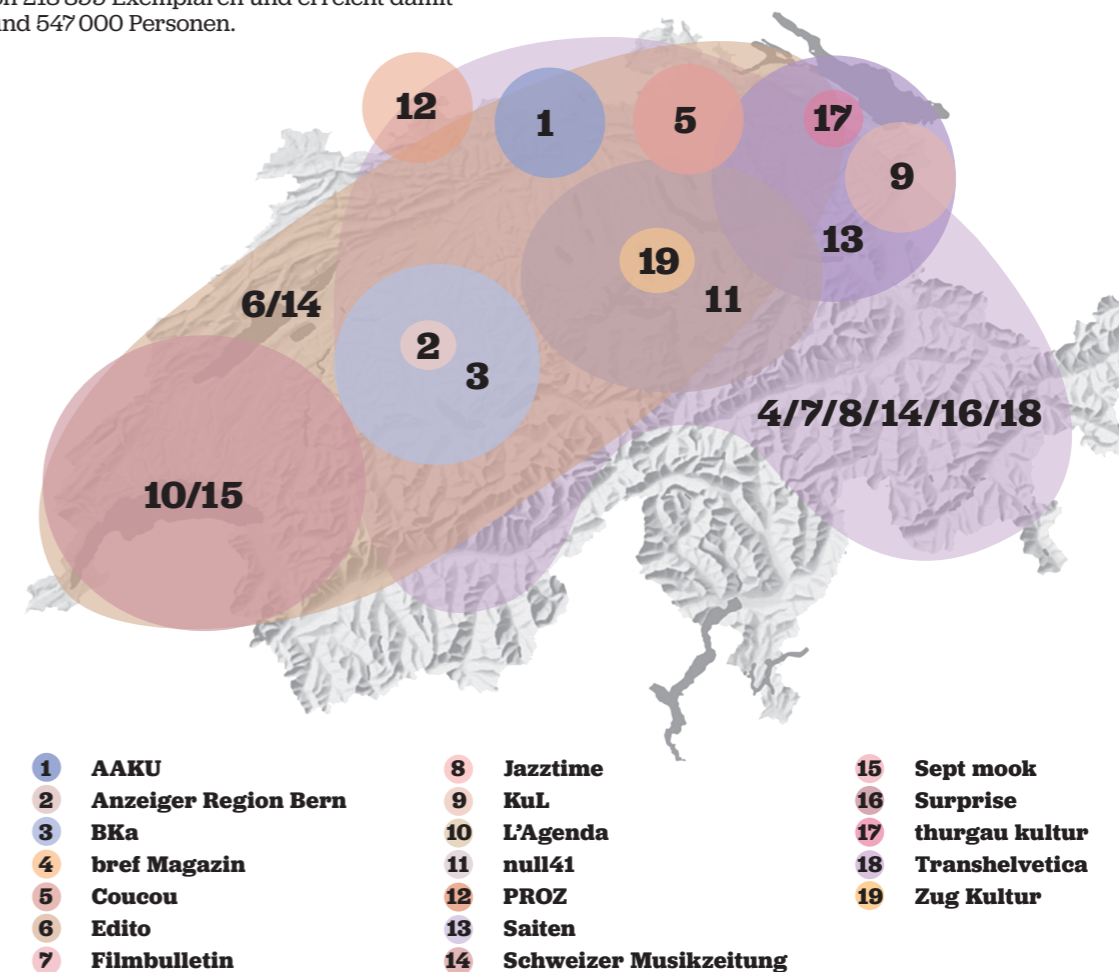 und 547 000 Personen.
12
1
5
17
9
13
19
11
6/14
2
3
4/7/8/14/16/18
10/15
1 AAKU
2 Anzeiger Region Bern
3 BKa
4 bref Magazin
5 Coucou
6 Edito
7 Filmbulletin
8 Jazztime
9 KuL
10 L’Agenda
11 null41
12 PROZ
13 Saiten
14 Schweizer Musikzeitung
15 Sept mook
16 Surprise
17 thurgau kultur
18 Transhelvetica
19 Zug Kultur